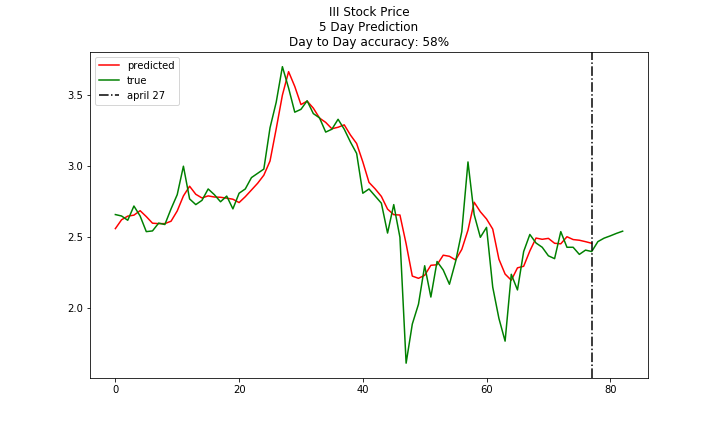 III Stock Price
5 Day Prediction
Day to Day accuracy: 58%
predicted
true
april 27
3.5
3.0
2.5
2.0
0 20 40 60 80